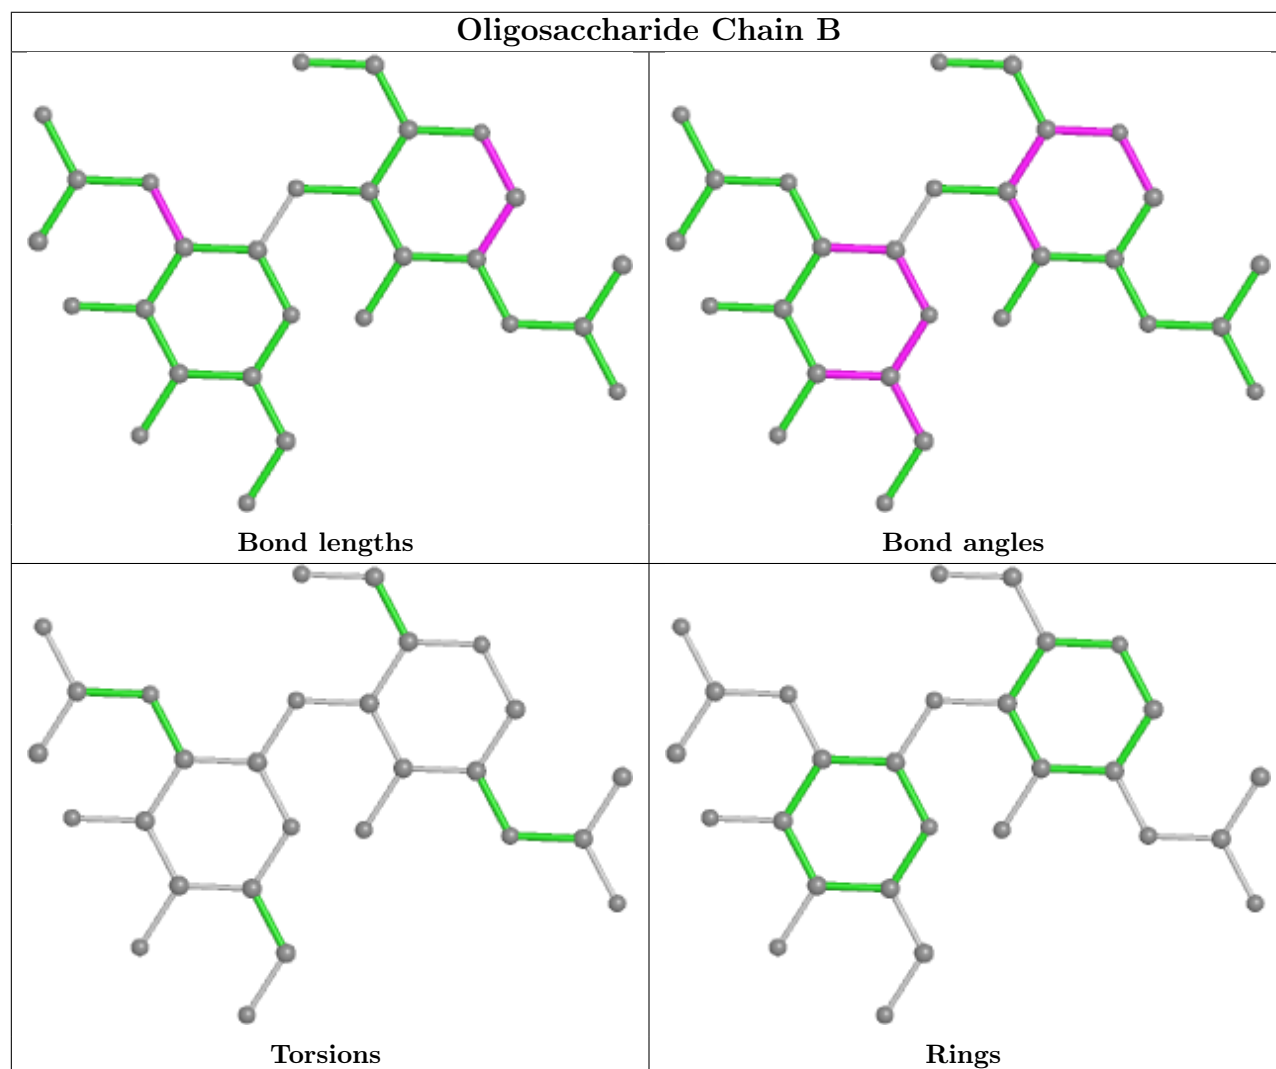 Oligosaccharide Chain B
Bond lengths
Bond angles
Torsions
Rings